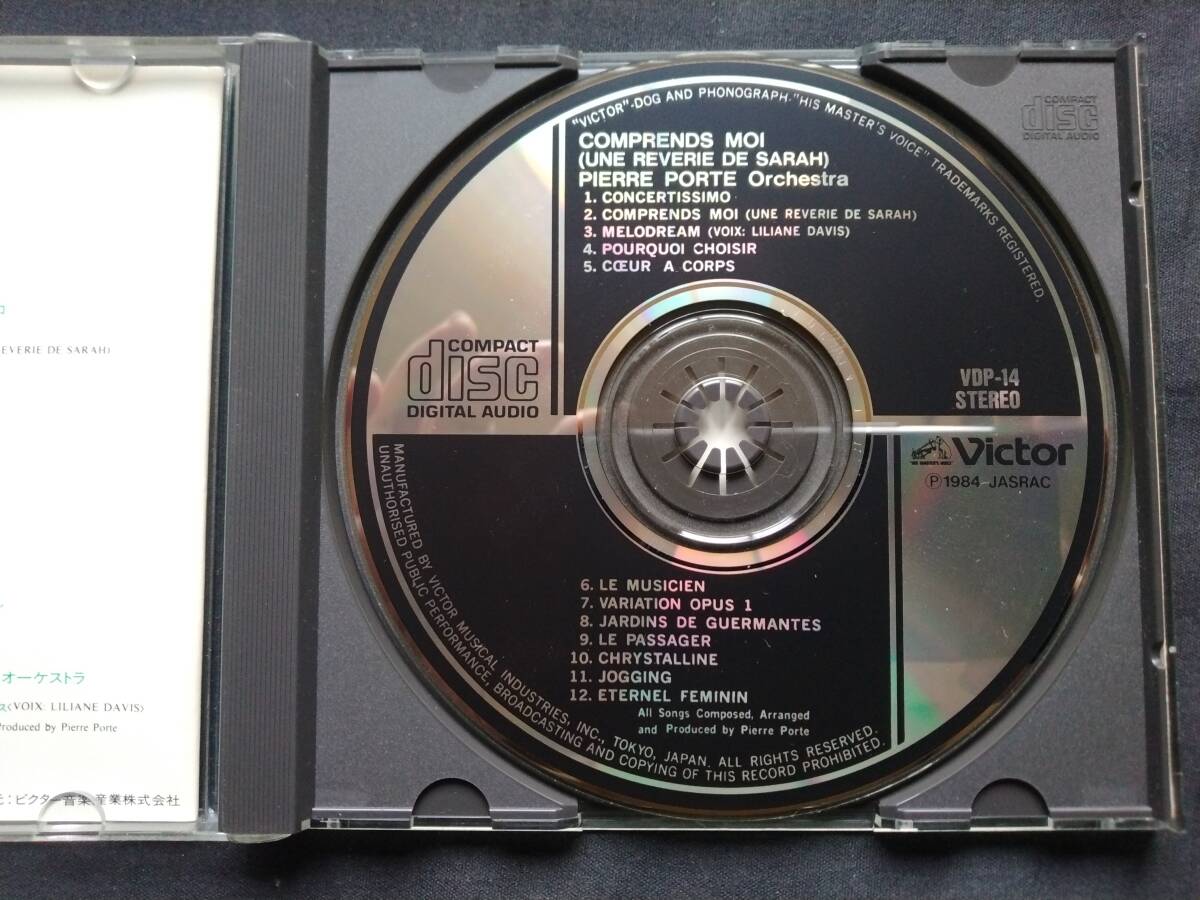 EVERIE DE SARAH)
オーケストラ
ス〈VOIX: LILIANE DAVIS〉
Produced by Pierre Porte
元:ビクター音楽産業株式会社
"VICTOR"-DOG AND PHONOGRAPH-"HIS MASTER'S VOICE" TRADEMARKS REGISTERED.
COMPRENDS MOI
(UNE REVERIE DE SARAH)
PIERRE PORTE Orchestra
1. CONCERTISSIMO
2. COMPRENDS MOI (UNE REVERIE DE SARAH)
3. MELODREAM (VOIX: LILIANE DAVIS)
4. POURQUOI CHOISIR
5. CŒUR A CORPS
COMPACT
disc
DIGITAL AUDIO
VDP-14
STEREO
"HIS MASTER'S VOICE"
Victor
Ⓟ1984 JASRAC
6. LE MUSICIEN
7. VARIATION OPUS 1
8. JARDINS DE GUERMANTES
9. LE PASSAGER
10. CHRYSTALLINE
11. JOGGING
12. ETERNEL FEMININ
All Songs Composed, Arranged
and Produced by Pierre Porte
MANUFACTURED BY VICTOR MUSICAL INDUSTRIES, INC., TOKYO, JAPAN. ALL RIGHTS RESERVED.
UNAUTHORISED PUBLIC PERFORMANCE, BROADCASTING AND COPYING OF THIS RECORD PROHIBITED.
COMPACT
disc
DIGITAL AUDIO